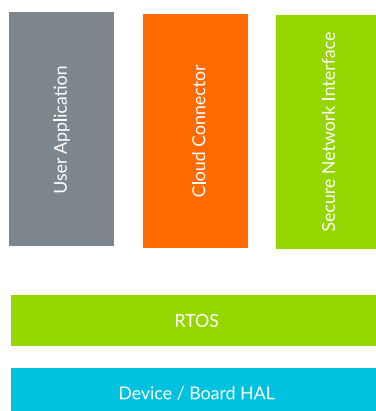 User Application
Cloud Connector
Secure Network Interface
RTOS
Device / Board HAL